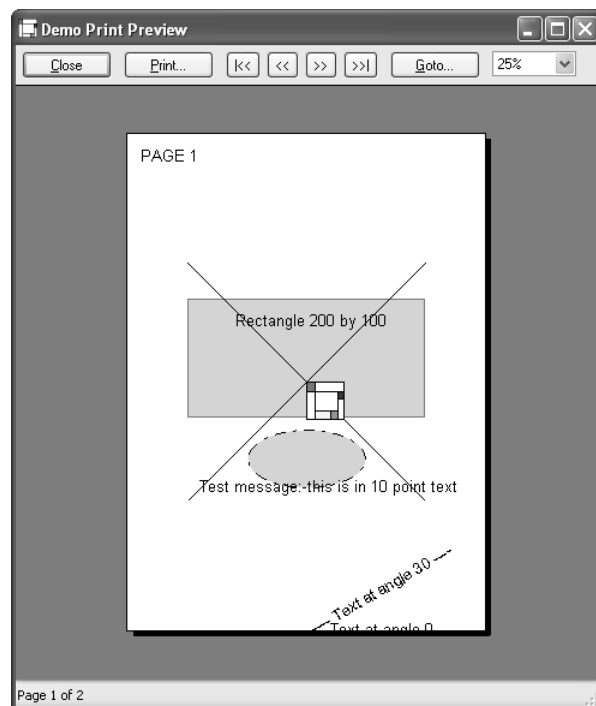 Demo Print Preview
Close Print... |<< << >> >>| Goto... 25%
PAGE 1
Rectangle 200 by 100
Test message: this is in 10 point text
— Text at angle 30 —
Text at angle 0
Page 1 of 2